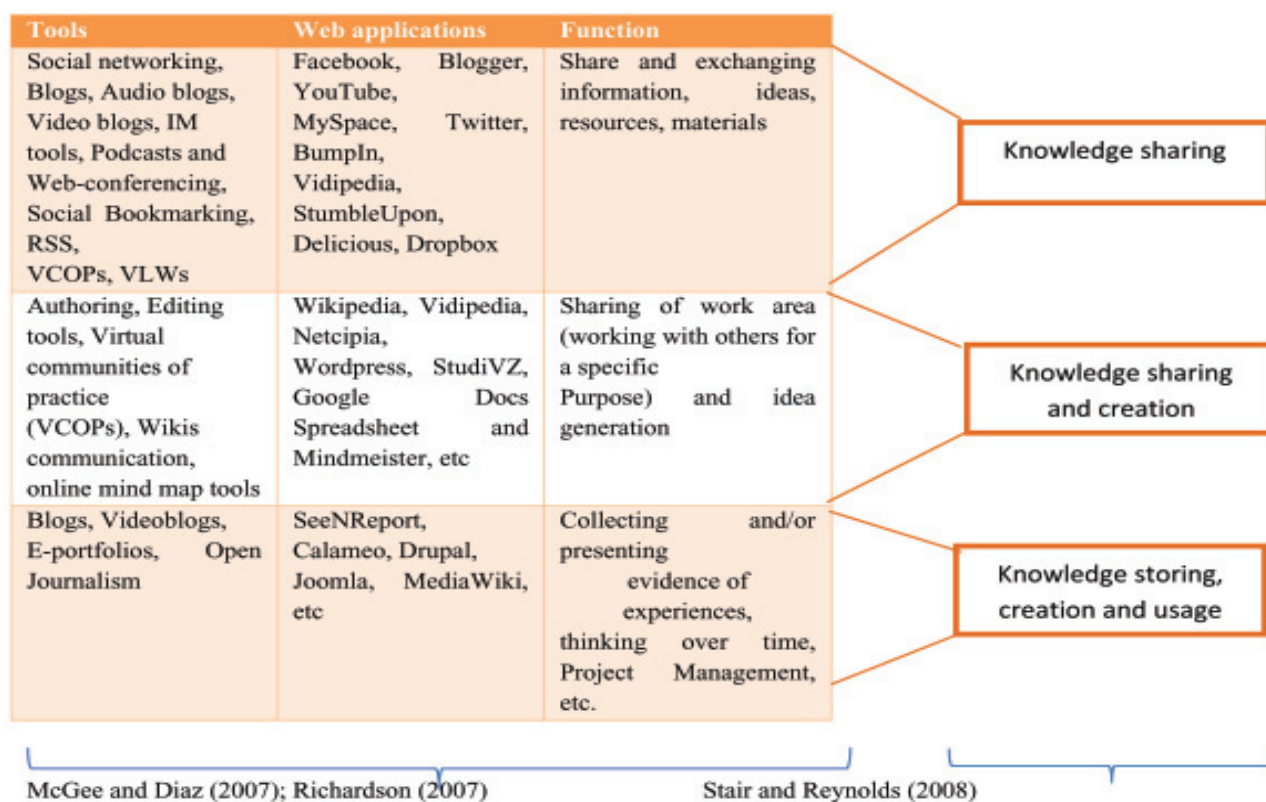 Tools
Web applications
Function
Social networking,
Blogs, Audio blogs,
Video blogs, IM
tools, Podcasts and
Web-conferencing,
Social Bookmarking,
RSS,
VCOPs, VLWs
Facebook, Blogger,
YouTube,
MySpace, Twitter,
BumpIn,
Vidipedia,
StumbleUpon,
Delicious, Dropbox
Share and exchanging
information, ideas,
resources, materials
Knowledge sharing
Authoring, Editing
tools, Virtual
communities of
practice
(VCOPs), Wikis
communication,
online mind map tools
Wikipedia, Vidipedia,
Netcipia,
Wordpress, StudiVZ,
Google Docs
Spreadsheet and
Mindmeister, etc
Sharing of work area
(working with others for
a specific
Purpose) and idea
generation
Knowledge sharing
and creation
Blogs, Videoblogs,
E-portfolios, Open
Journalism
SeeNReport,
Calameo, Drupal,
Joomla, MediaWiki,
etc
Collecting and/or
presenting
evidence of
experiences,
thinking over time,
Project Management,
etc.
Knowledge storing,
creation and usage
McGee and Diaz (2007); Richardson (2007)
Stair and Reynolds (2008)